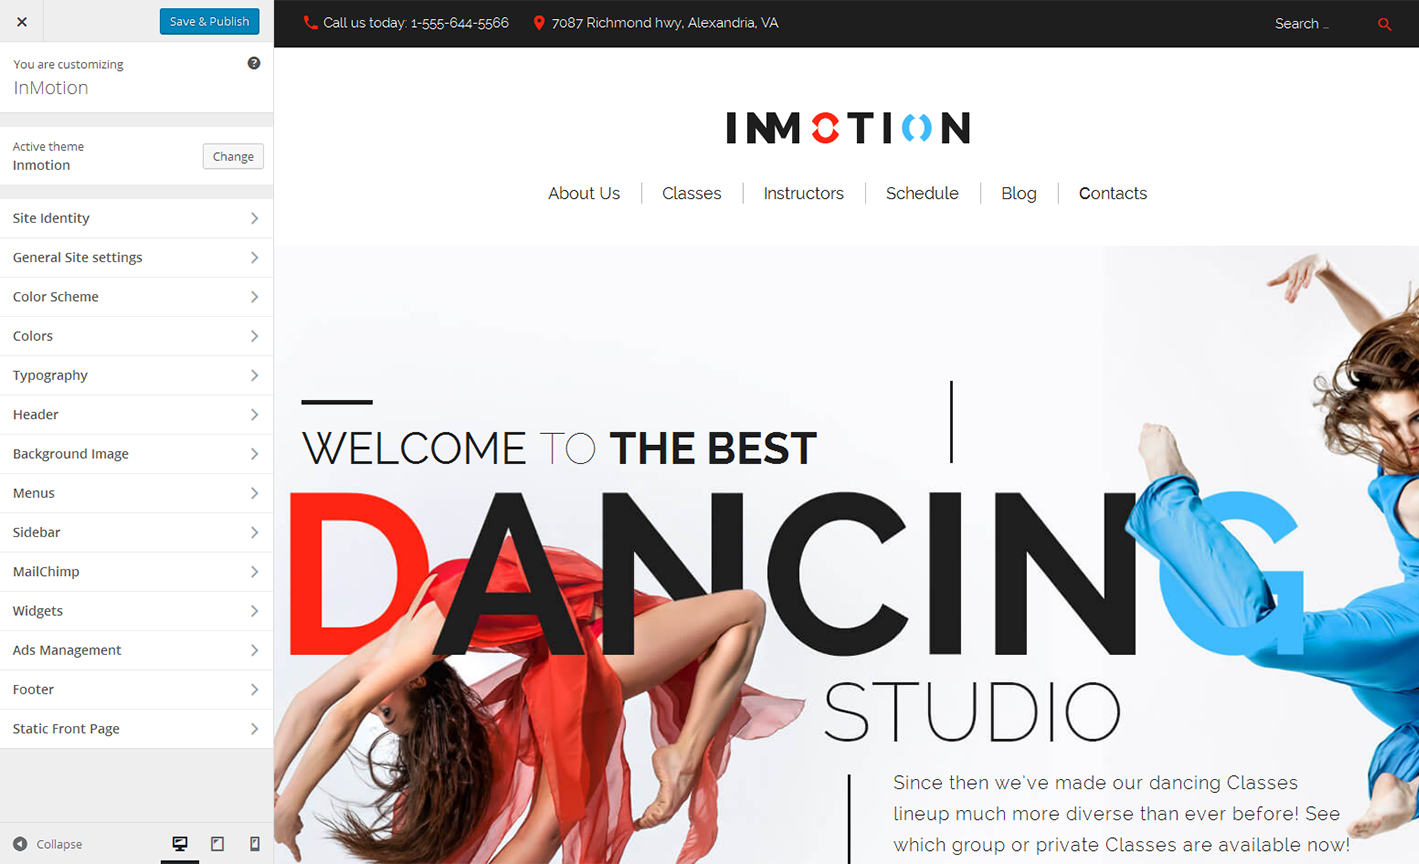 Save & Publish
You are customizing
InMotion
Active theme
Inmotion
Change
Site Identity
General Site settings
Color Scheme
Colors
Typography
Header
Background Image
Menus
Sidebar
MailChimp
Widgets
Ads Management
Footer
Static Front Page
Collapse
Call us today: 1-555-644-5566
7087 Richmond hwy, Alexandria, VA
Search ...
INMOTION
About Us
Classes
Instructors
Schedule
Blog
Contacts
WELCOME TO THE BEST
DANCING
STUDIO
Since then we've made our dancing Classes
lineup much more diverse than ever before! See
which group or private Classes are available now!